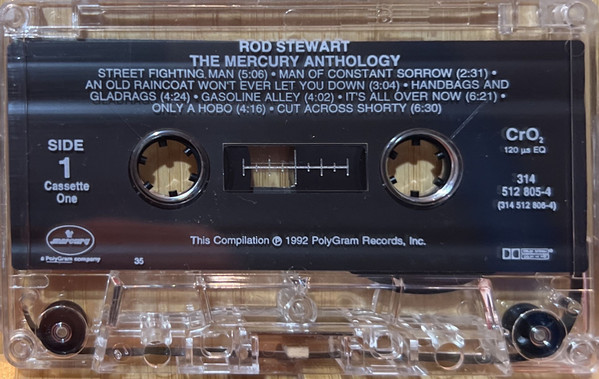 ROD STEWART
THE MERCURY ANTHOLOGY
STREET FIGHTING MAN (5:06) • MAN OF CONSTANT SORROW (2:31) •
AN OLD RAINCOAT WON'T EVER LET YOU DOWN (3:04) • HANDBAGS AND
GLADRAGS (4:24) • GASOLINE ALLEY (4:02) • IT'S ALL OVER NOW (6:21) •
ONLY A HOBO (4:16) • CUT ACROSS SHORTY (6:30)
SIDE
1
Cassette
One
CrO₂
120 µs EQ
314
512 805-4
(314 512 806-4)
mercury
a PolyGram company
35
This Compilation ℗ 1992 PolyGram Records, Inc.